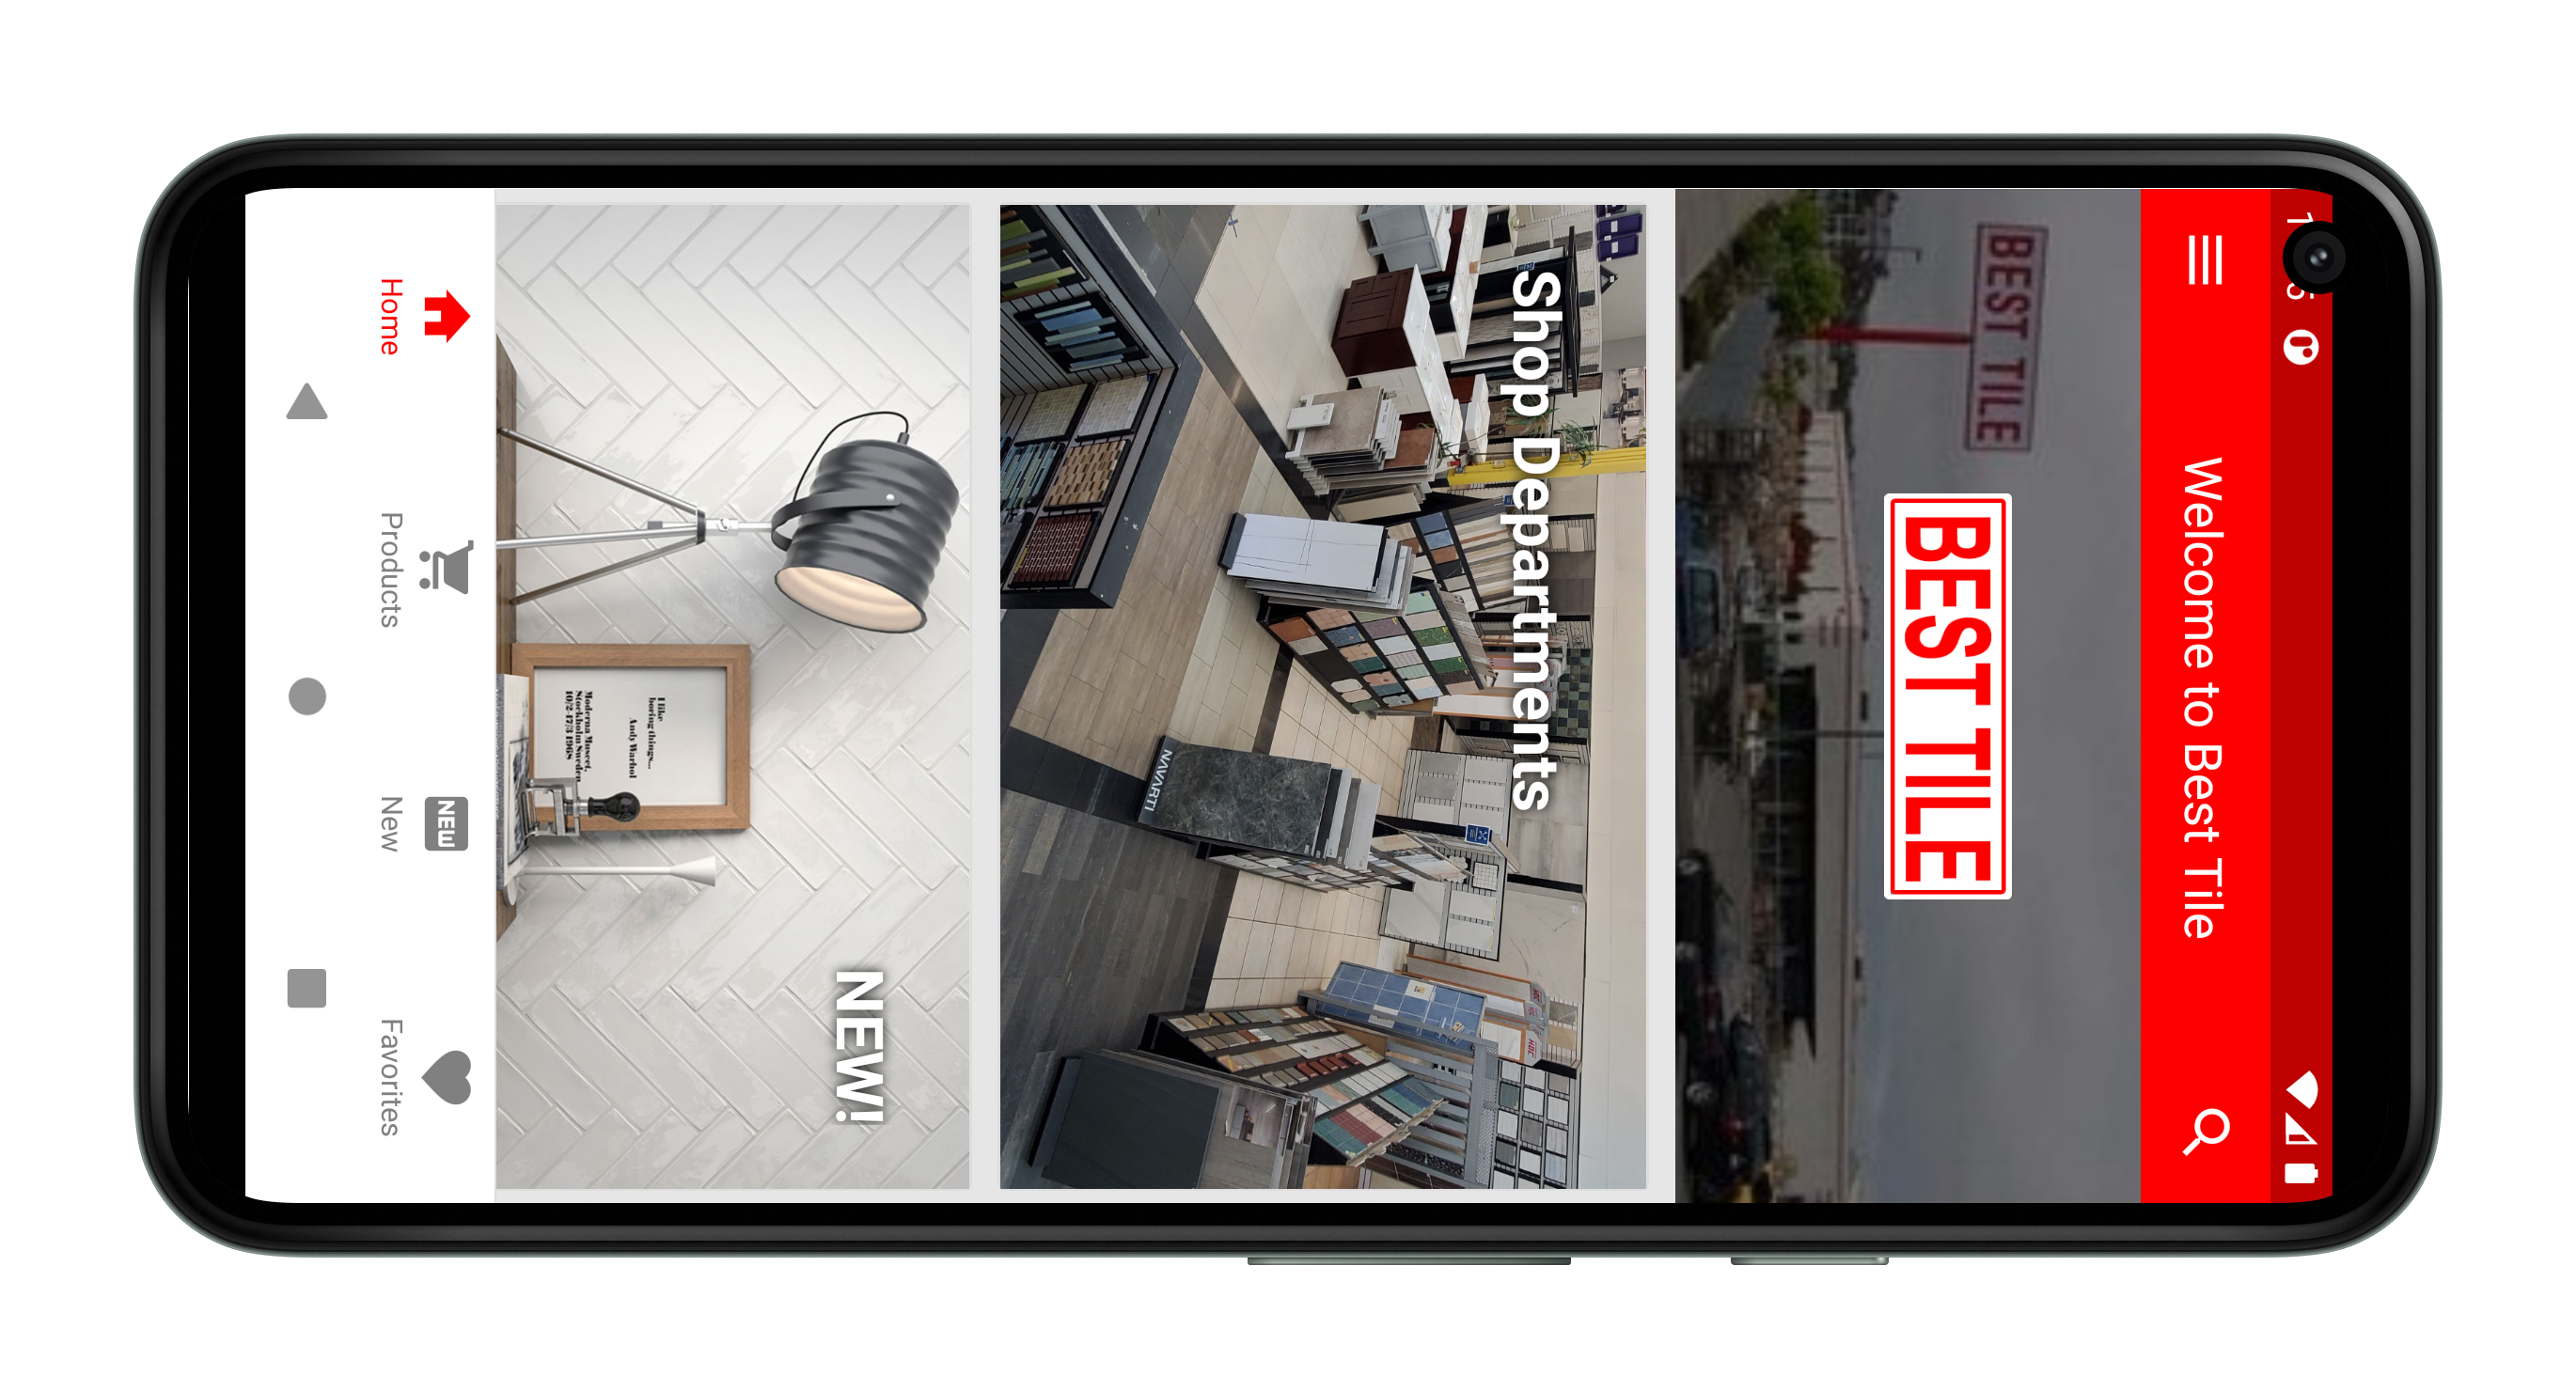 Welcome to Best Tile
BEST TILE
BEST TILE
Shop Departments
NAVARTI
NEW!
I like
boring things...
Andy Warhol
Moderna Museet,
Stockholm Sweden
10/2-17/3 1968
NEW
Home
Products
New
Favorites